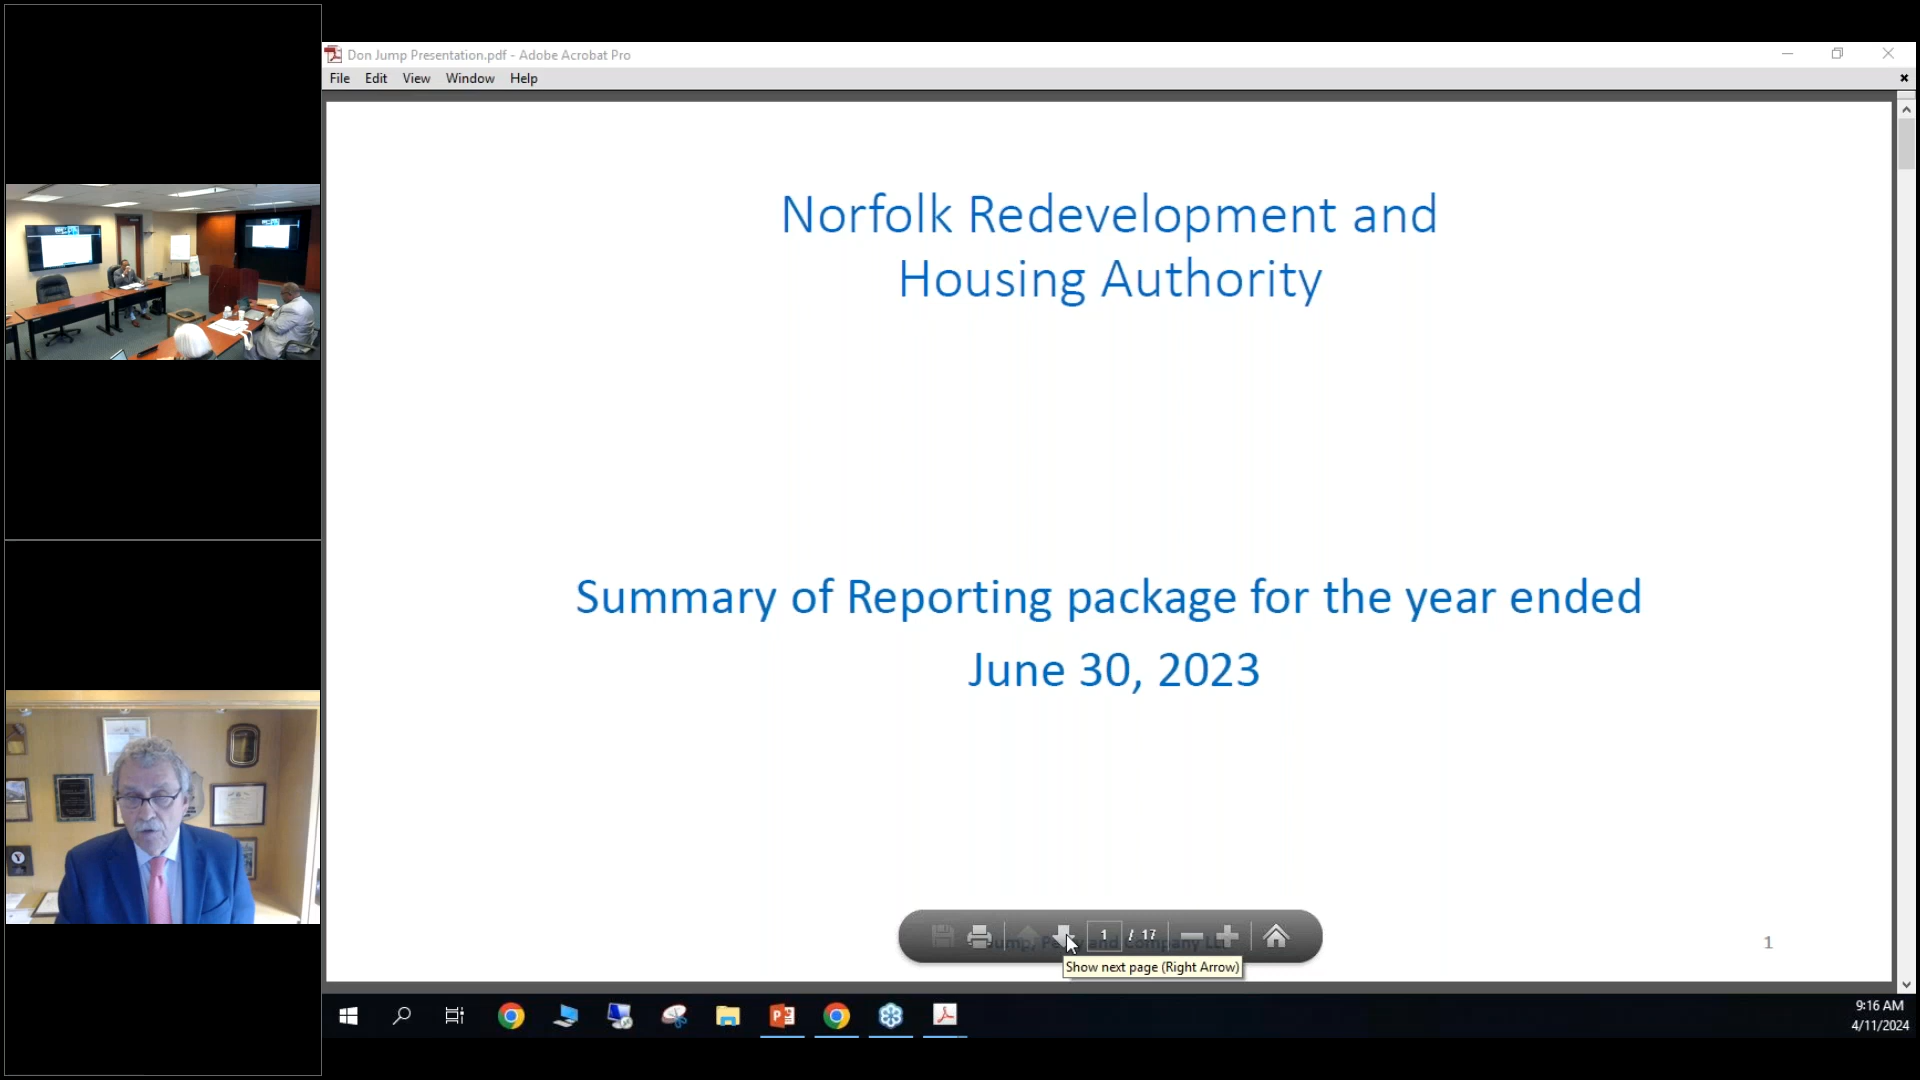 Don Jump Presentation.pdf - Adobe Acrobat Pro
File Edit View Window Help
Norfolk Redevelopment and
Housing Authority
Summary of Reporting package for the year ended
June 30, 2023
1 / 17
1
Show next page (Right Arrow)
9:16 AM
4/11/2024